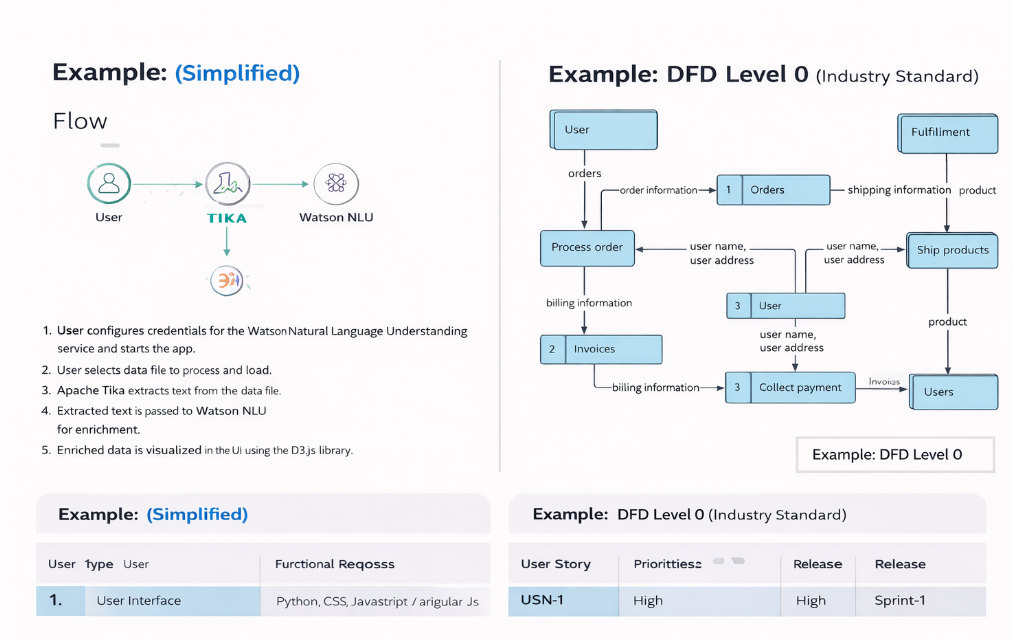 Example: (Simplified)
Flow
User
TIKA
Watson NLU
1. User configures credentials for the Watson Natural Language Understanding
service and starts the app.
2. User selects data file to process and load.
3. Apache Tika extracts text from the data file.
4. Extracted text is passed to Watson NLU
for enrichment.
5. Enriched data is visualized in the UI using the D3.js library.
Example: DFD Level 0 (Industry Standard)
User
Fulfillment
orders
order information
1 Orders
shipping information
product
Process order
user name,
user address
user name,
user address
Ship products
billing information
3 User
user name,
user address
product
2 Invoices
billing information
3 Collect payment
Users
Example: DFD Level 0
Example: (Simplified)
User Type User
Furctional Reqosss
1. User Interface
Python, CSS, Javastript / arigular Js
Example: DFD Level 0 (Industry Standard)
User Story
Prioritties:
Release
Release
USN-1
High
High
Sprint-1